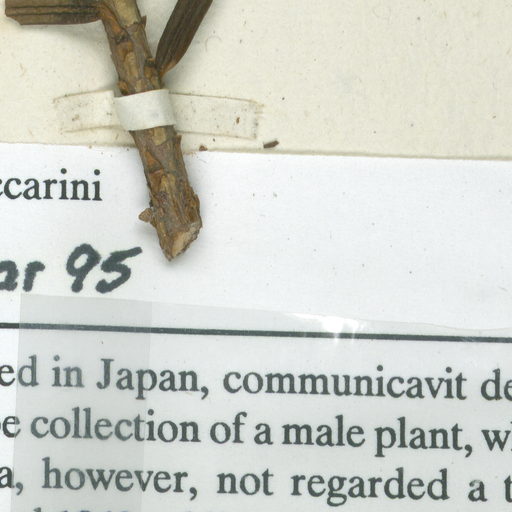 ccarini
ar 95
ed in Japan, communicavit de
e collection of a male plant, w
a, however, not regarded a t